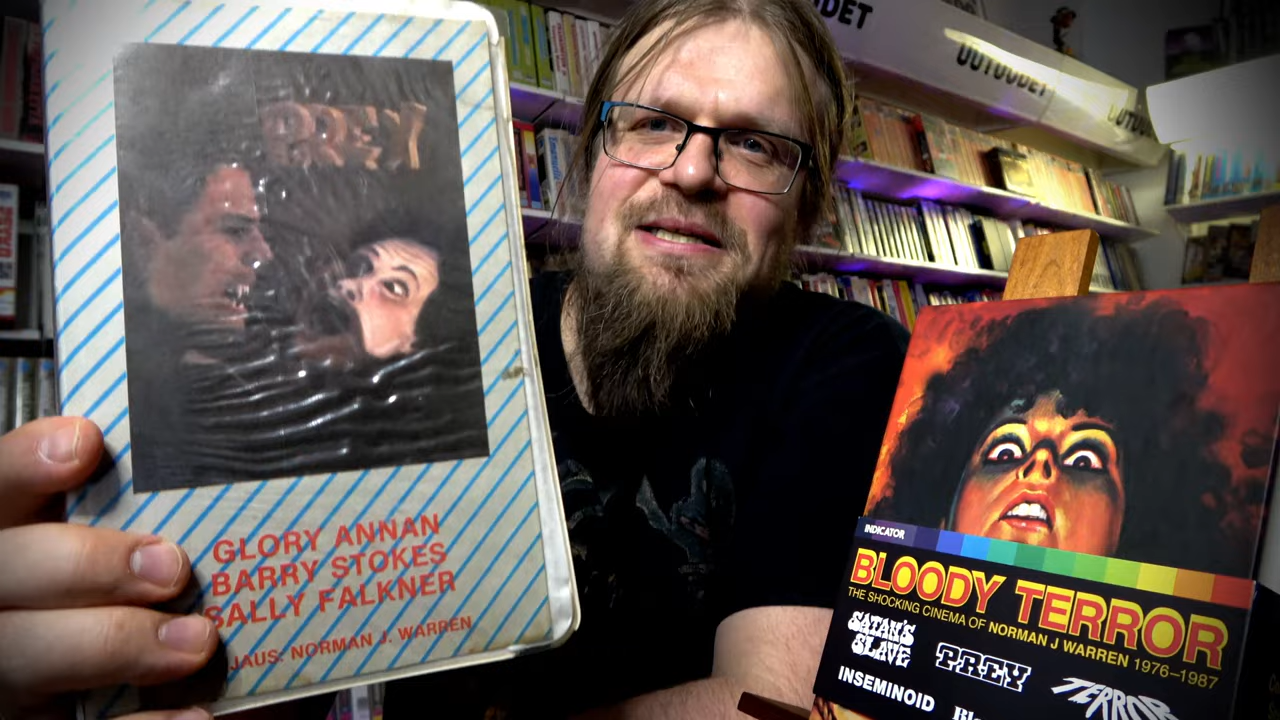 PREY
GLORY ANNAN
BARRY STOKES
SALLY FALKNER
JAUS: NORMAN J. WARREN
UUTUUDET
INDICATOR
BLOODY TERROR
THE SHOCKING CINEMA OF NORMAN J WARREN 1976–1987
SATAN'S
SLAVE
PREY
TERROR
INSEMINOID